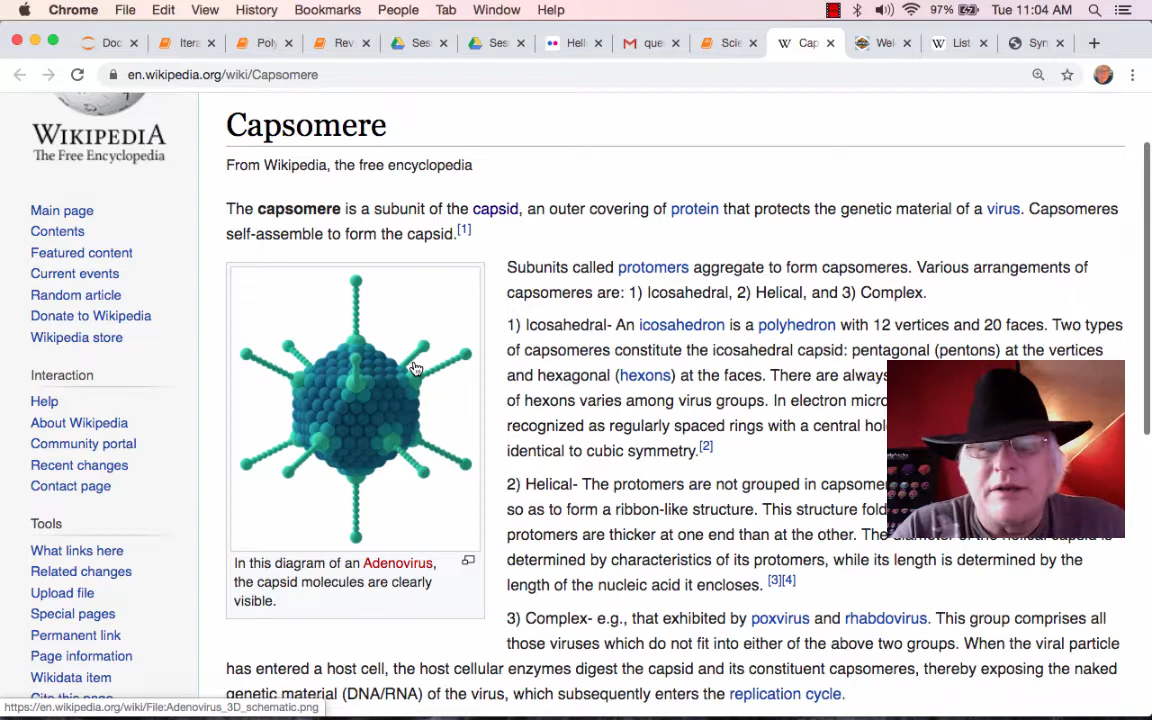 Chrome File Edit View History Bookmarks People Tab Window Help 97% Tue 11:04 AM
Doc Itera Poly Rev Ses Ses Hell que Scie Cap Wel List Syn
en.wikipedia.org/wiki/Capsomere
WIKIPEDIA
The Free Encyclopedia
Main page
Contents
Featured content
Current events
Random article
Donate to Wikipedia
Wikipedia store
Interaction
Help
About Wikipedia
Community portal
Recent changes
Contact page
Tools
What links here
Related changes
Upload file
Special pages
Permanent link
Page information
Wikidata item
Cite this page
Capsomere
From Wikipedia, the free encyclopedia
The capsomere is a subunit of the capsid, an outer covering of protein that protects the genetic material of a virus. Capsomeres
self-assemble to form the capsid.[1]
In this diagram of an Adenovirus,
the capsid molecules are clearly
visible.
Subunits called protomers aggregate to form capsomeres. Various arrangements of
capsomeres are: 1) Icosahedral, 2) Helical, and 3) Complex.
1) Icosahedral- An icosahedron is a polyhedron with 12 vertices and 20 faces. Two types
of capsomeres constitute the icosahedral capsid: pentagonal (pentons) at the vertices
and hexagonal (hexons) at the faces. There are always
of hexons varies among virus groups. In electron micro
recognized as regularly spaced rings with a central hol
identical to cubic symmetry.[2]
2) Helical- The protomers are not grouped in capsome
so as to form a ribbon-like structure. This structure fold
protomers are thicker at one end than at the other. The diameter of the helical capsid is
determined by characteristics of its protomers, while its length is determined by the
length of the nucleic acid it encloses. [3][4]
3) Complex- e.g., that exhibited by poxvirus and rhabdovirus. This group comprises all
those viruses which do not fit into either of the above two groups. When the viral particle
has entered a host cell, the host cellular enzymes digest the capsid and its constituent capsomeres, thereby exposing the naked
genetic material (DNA/RNA) of the virus, which subsequently enters the replication cycle.
https://en.wikipedia.org/wiki/File:Adenovirus_3D_schematic.png